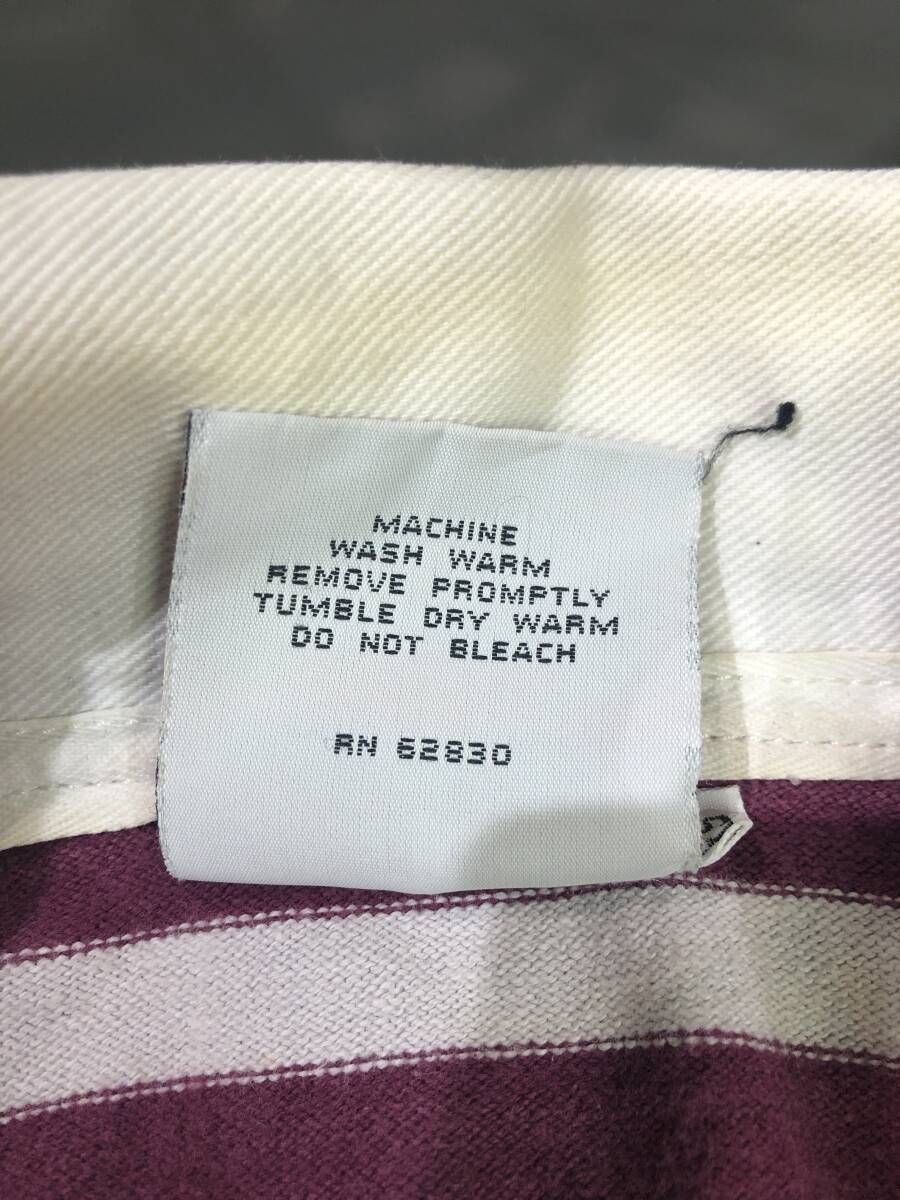 MACHINE
WASH WARM
REMOVE PROMPTLY
TUMBLE DRY WARM
DO NOT BLEACH
RN 62830